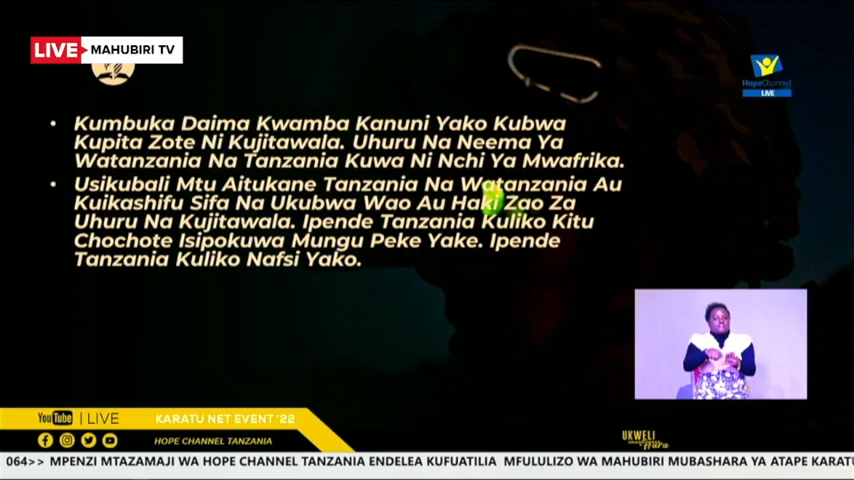 LIVE MAHUBIRI TV
HopeChannel
LIVE
• Kumbuka Daima Kwamba Kanuni Yako Kubwa
Kupita Zote Ni Kujitawala. Uhuru Na Neema Ya
Watanzania Na Tanzania Kuwa Ni Nchi Ya Mwafrika.
• Usikubali Mtu Aitukane Tanzania Na Watanzania Au
Kuikashifu Sifa Na Ukubwa Wao Au Haki Zao Za
Uhuru Na Kujitawala. Ipende Tanzania Kuliko Kitu
Chochote Isipokuwa Mungu Peke Yake. Ipende
Tanzania Kuliko Nafsi Yako.
YouTube | LIVE
KARATU NET EVENT '22
HOPE CHANNEL TANZANIA
UKWELI
huru
064>> MPENZI MTAZAMAJI WA HOPE CHANNEL TANZANIA ENDELEA KUFUATILIA MFULULIZO WA MAHUBIRI MUBASHARA YA ATAPE KARATU